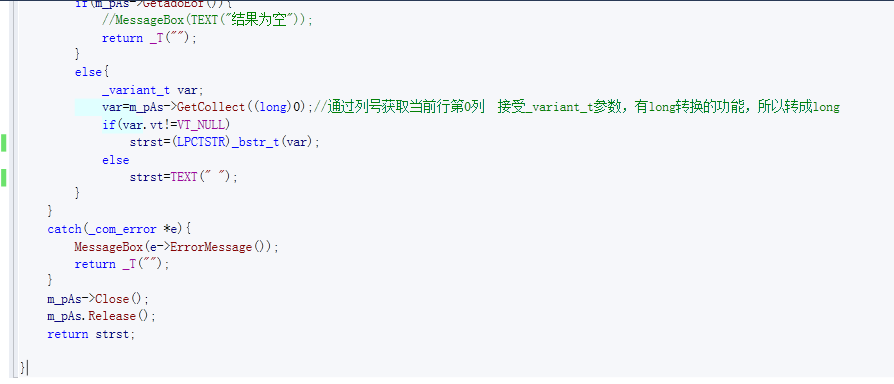 if(m_pAs->GetadoEof()){
//MessageBox(TEXT("结果为空"));
return _T("");
}
else{
_variant_t var;
var=m_pAs->GetCollect((long)0);//通过列号获取当前行第0列 接受_variant_t参数，有long转换的功能，所以转成long
if(var.vt!=VT_NULL)
strst=(LPCTSTR)_bstr_t(var);
else
strst=TEXT(" ");
}
}
catch(_com_error *e){
MessageBox(e->ErrorMessage());
return _T("");
}
m_pAs->Close();
m_pAs.Release();
return strst;
}